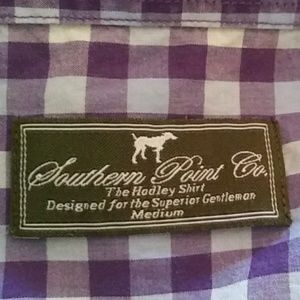 Southern Point Co.
The Hadley Shirt
Designed for the Superior Gentleman
Medium